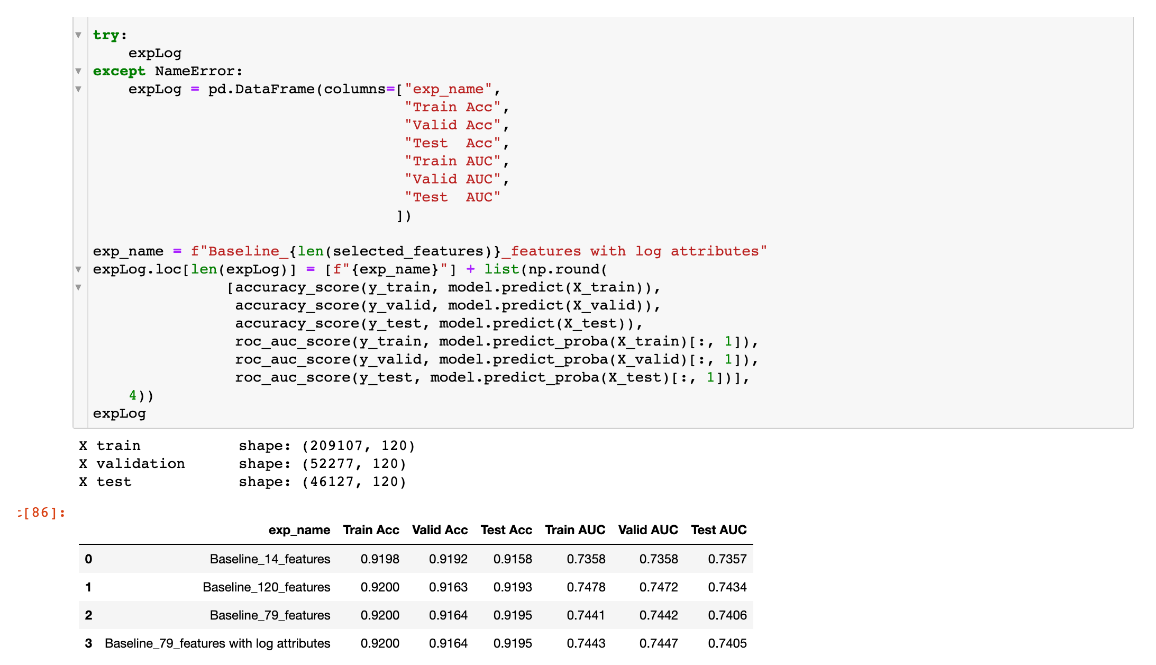 try:
    expLog
except NameError:
    expLog = pd.DataFrame(columns=["exp_name",
                                   "Train Acc",
                                   "Valid Acc",
                                   "Test  Acc",
                                   "Train AUC",
                                   "Valid AUC",
                                   "Test  AUC"
                                  ])
exp_name = f"Baseline_{len(selected_features)}_features with log attributes"
expLog.loc[len(expLog)] = [f"{exp_name}"] + list(np.round(
               [accuracy_score(y_train, model.predict(X_train)),
                accuracy_score(y_valid, model.predict(X_valid)),
                accuracy_score(y_test, model.predict(X_test)),
                roc_auc_score(y_train, model.predict_proba(X_train)[:, 1]),
                roc_auc_score(y_valid, model.predict_proba(X_valid)[:, 1]),
                roc_auc_score(y_test, model.predict_proba(X_test)[:, 1])],
    4))
expLog
X train           shape: (209107, 120)
X validation      shape: (52277, 120)
X test            shape: (46127, 120)
[86]:
exp_name Train Acc Valid Acc Test Acc Train AUC Valid AUC Test AUC
0 Baseline_14_features 0.9198 0.9192 0.9158 0.7358 0.7358 0.7357
1 Baseline_120_features 0.9200 0.9163 0.9193 0.7478 0.7472 0.7434
2 Baseline_79_features 0.9200 0.9164 0.9195 0.7441 0.7442 0.7406
3 Baseline_79_features with log attributes 0.9200 0.9164 0.9195 0.7443 0.7447 0.7405